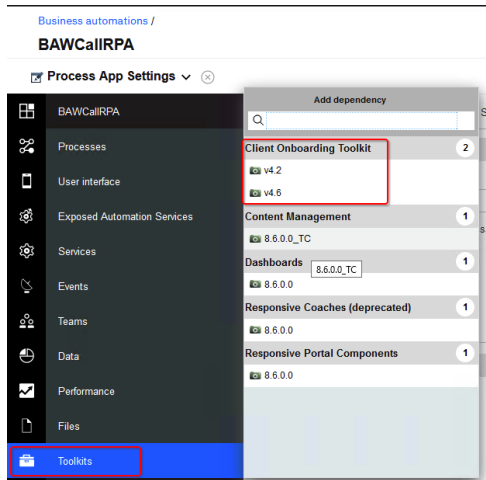 Business automations /
BAWCallRPA
Process App Settings
BAWCallRPA
Processes
User interface
Exposed Automation Services
Services
Events
Teams
Data
Performance
Files
Toolkits
Add dependency
Client Onboarding Toolkit 2
v4.2
v4.6
Content Management 1
8.6.0.0_TC
Dashboards 1
8.6.0.0_TC
8.6.0.0
Responsive Coaches (deprecated) 1
8.6.0.0
Responsive Portal Components 1
8.6.0.0